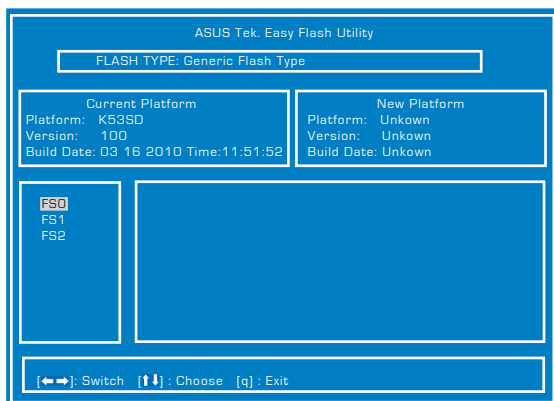 ASUS Tek. Easy Flash Utility
FLASH TYPE: Generic Flash Type
Current Platform
Platform: K53SD
Version: 100
Build Date: 03 16 2010 Time:11:51:52
New Platform
Platform: Unkown
Version: Unkown
Build Date: Unkown
FS0
FS1
FS2
[←→]: Switch [↑↓] : Choose [q] : Exit